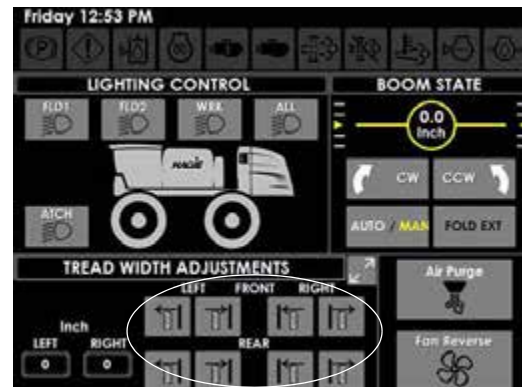 Friday 12:53 PM
LIGHTING CONTROL
FLD1 FLD2 WRK ALL
HAGIE
ATCH
BOOM STATE
0.0
Inch
CW CCW
AUTO / MAN FOLD EXT
TREAD WIDTH ADJUSTMENTS
LEFT FRONT RIGHT
Inch
LEFT RIGHT
REAR
0 0
Air Purge
Fan Reverse